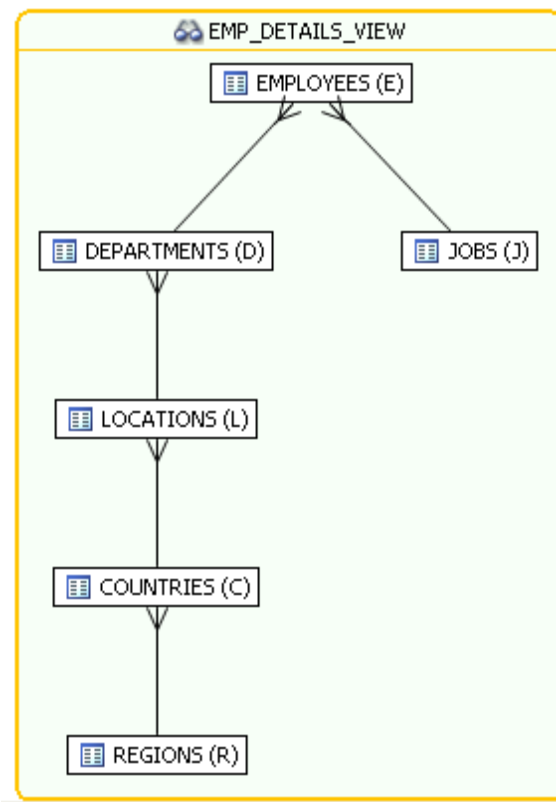 EMP_DETAILS_VIEW
EMPLOYEES (E)
DEPARTMENTS (D)
JOBS (J)
LOCATIONS (L)
COUNTRIES (C)
REGIONS (R)